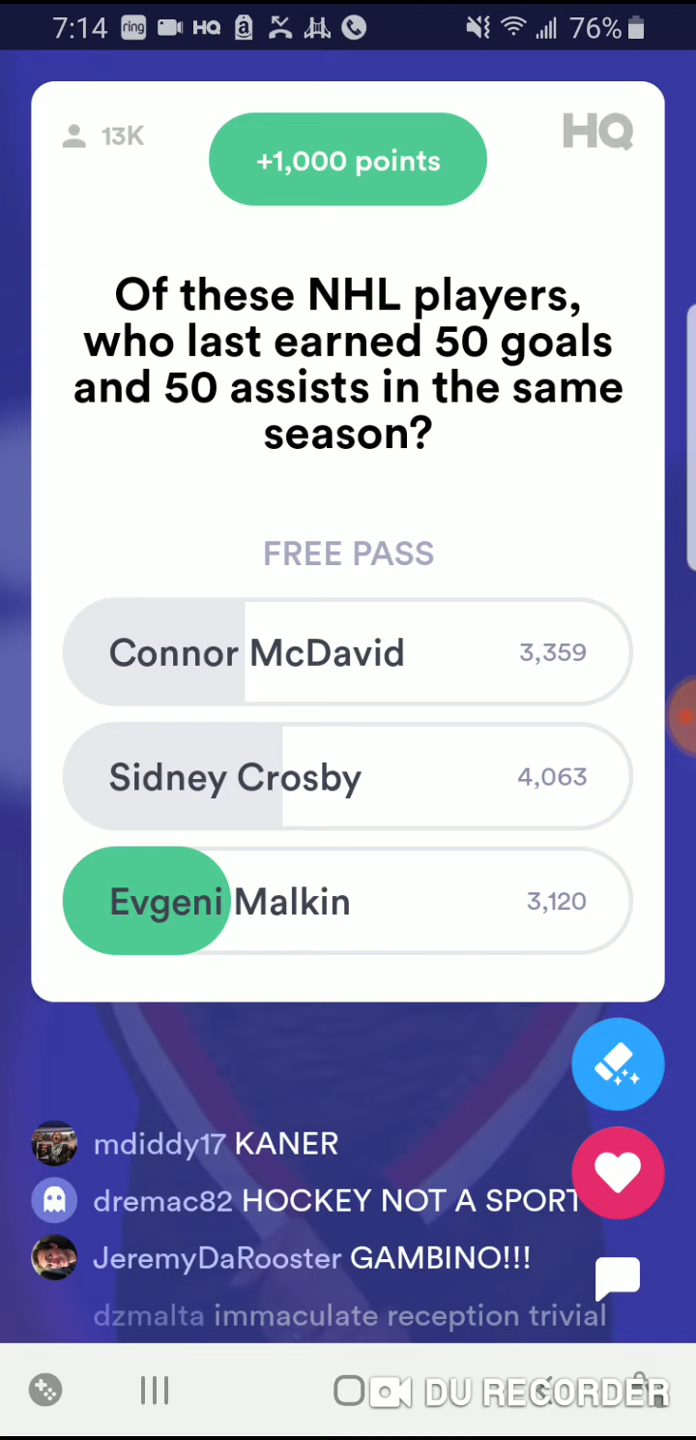 7:14 ring HQ a 76%
13K
+1,000 points
HQ
Of these NHL players,
who last earned 50 goals
and 50 assists in the same
season?
FREE PASS
Connor McDavid 3,359
Sidney Crosby 4,063
Evgeni Malkin 3,120
mdiddy17 KANER
dremac82 HOCKEY NOT A SPORT
JeremyDaRooster GAMBINO!!!
dzmalta immaculate reception trivial
DU RECORDER